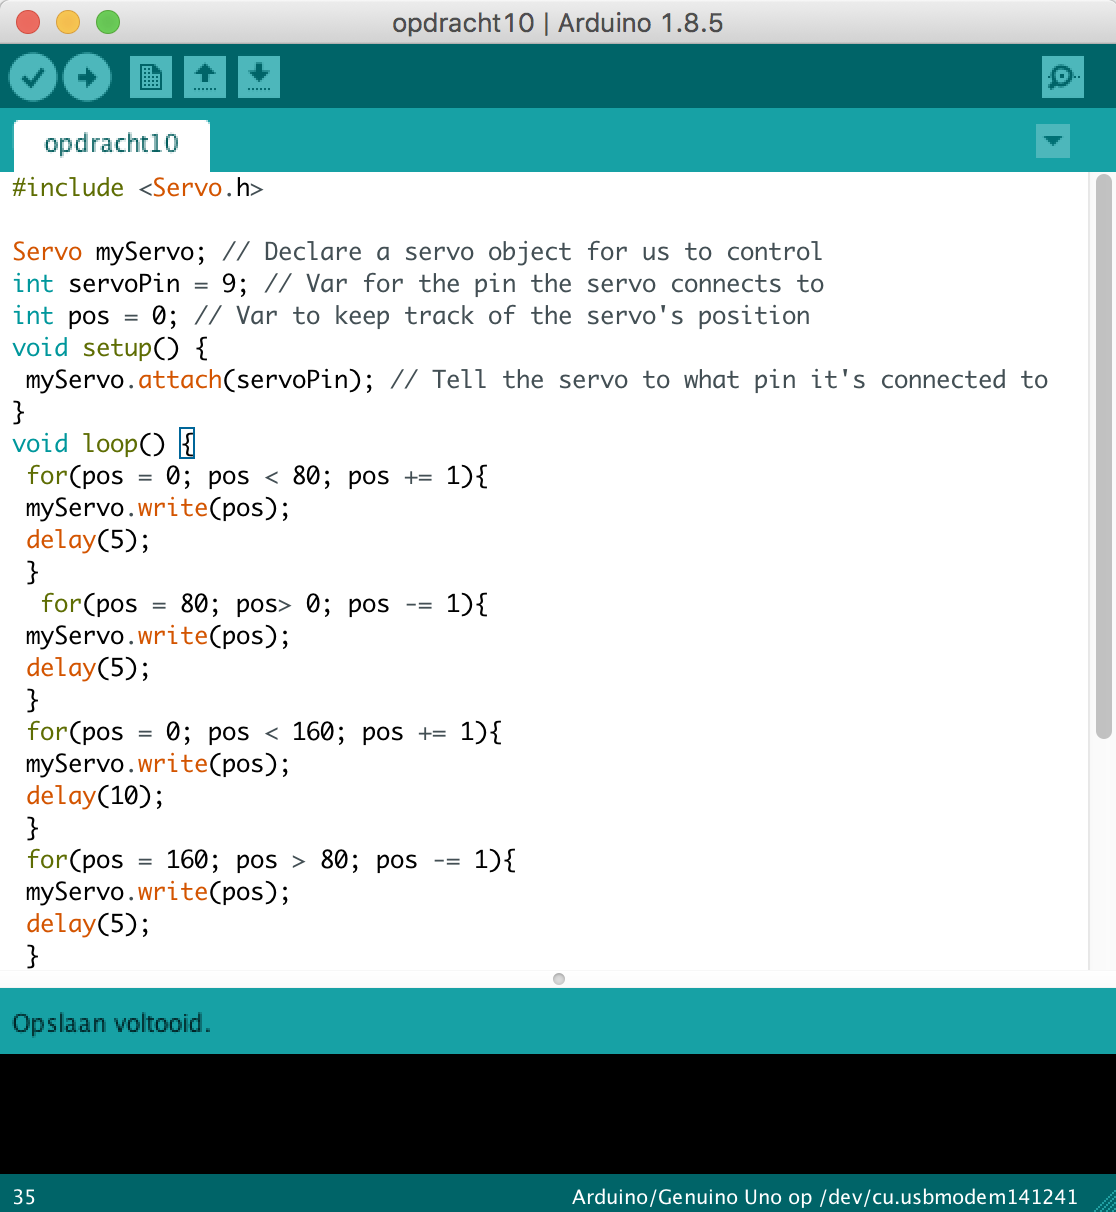 opdracht10 | Arduino 1.8.5
opdracht10
#include <Servo.h>
Servo myServo; // Declare a servo object for us to control
int servoPin = 9; // Var for the pin the servo connects to
int pos = 0; // Var to keep track of the servo's position
void setup() {
myServo.attach(servoPin); // Tell the servo to what pin it's connected to
}
void loop() {
for(pos = 0; pos < 80; pos += 1){
myServo.write(pos);
delay(5);
}
for(pos = 80; pos> 0; pos -= 1){
myServo.write(pos);
delay(5);
}
for(pos = 0; pos < 160; pos += 1){
myServo.write(pos);
delay(10);
}
for(pos = 160; pos > 80; pos -= 1){
myServo.write(pos);
delay(5);
}
Opslaan voltooid.
35 Arduino/Genuino Uno op /dev/cu.usbmodem141241